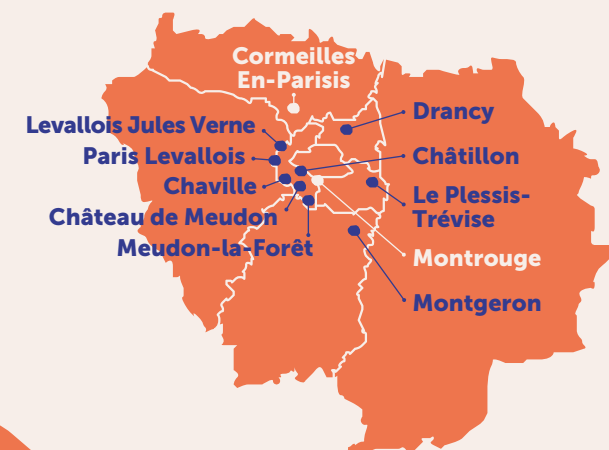 Cormeilles
En-Parisis
Levallois Jules Verne
Paris Levallois
Chaville
Château de Meudon
Meudon-la-Forêt
Drancy
Châtillon
Le Plessis-
Trévise
Montrouge
Montgeron